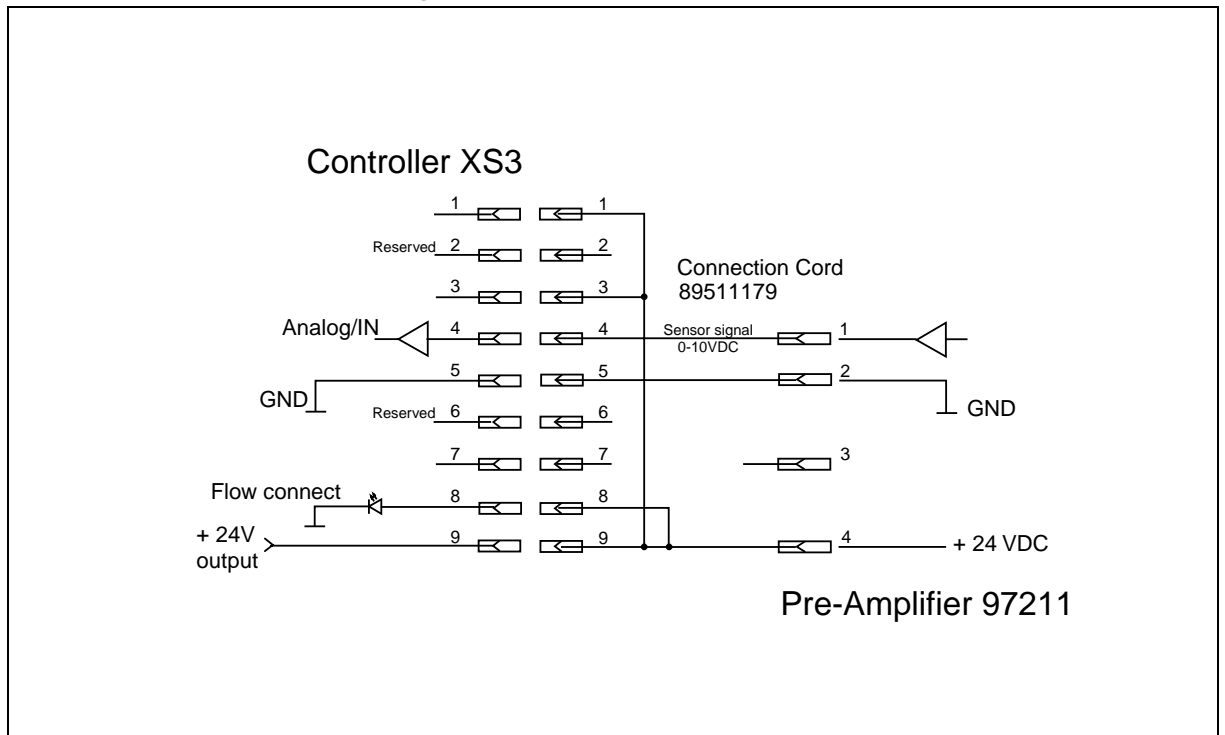 Controller XS3
1 1
Reserved 2 2
Connection Cord
89511179
3 3
Analog/IN 4 4 Sensor signal 1
0-10VDC
5 5 2
GND GND
Reserved 6 6
7 7 3
Flow connect 8 8
+ 24V 9 9 4 + 24 VDC
output
Pre-Amplifier 97211